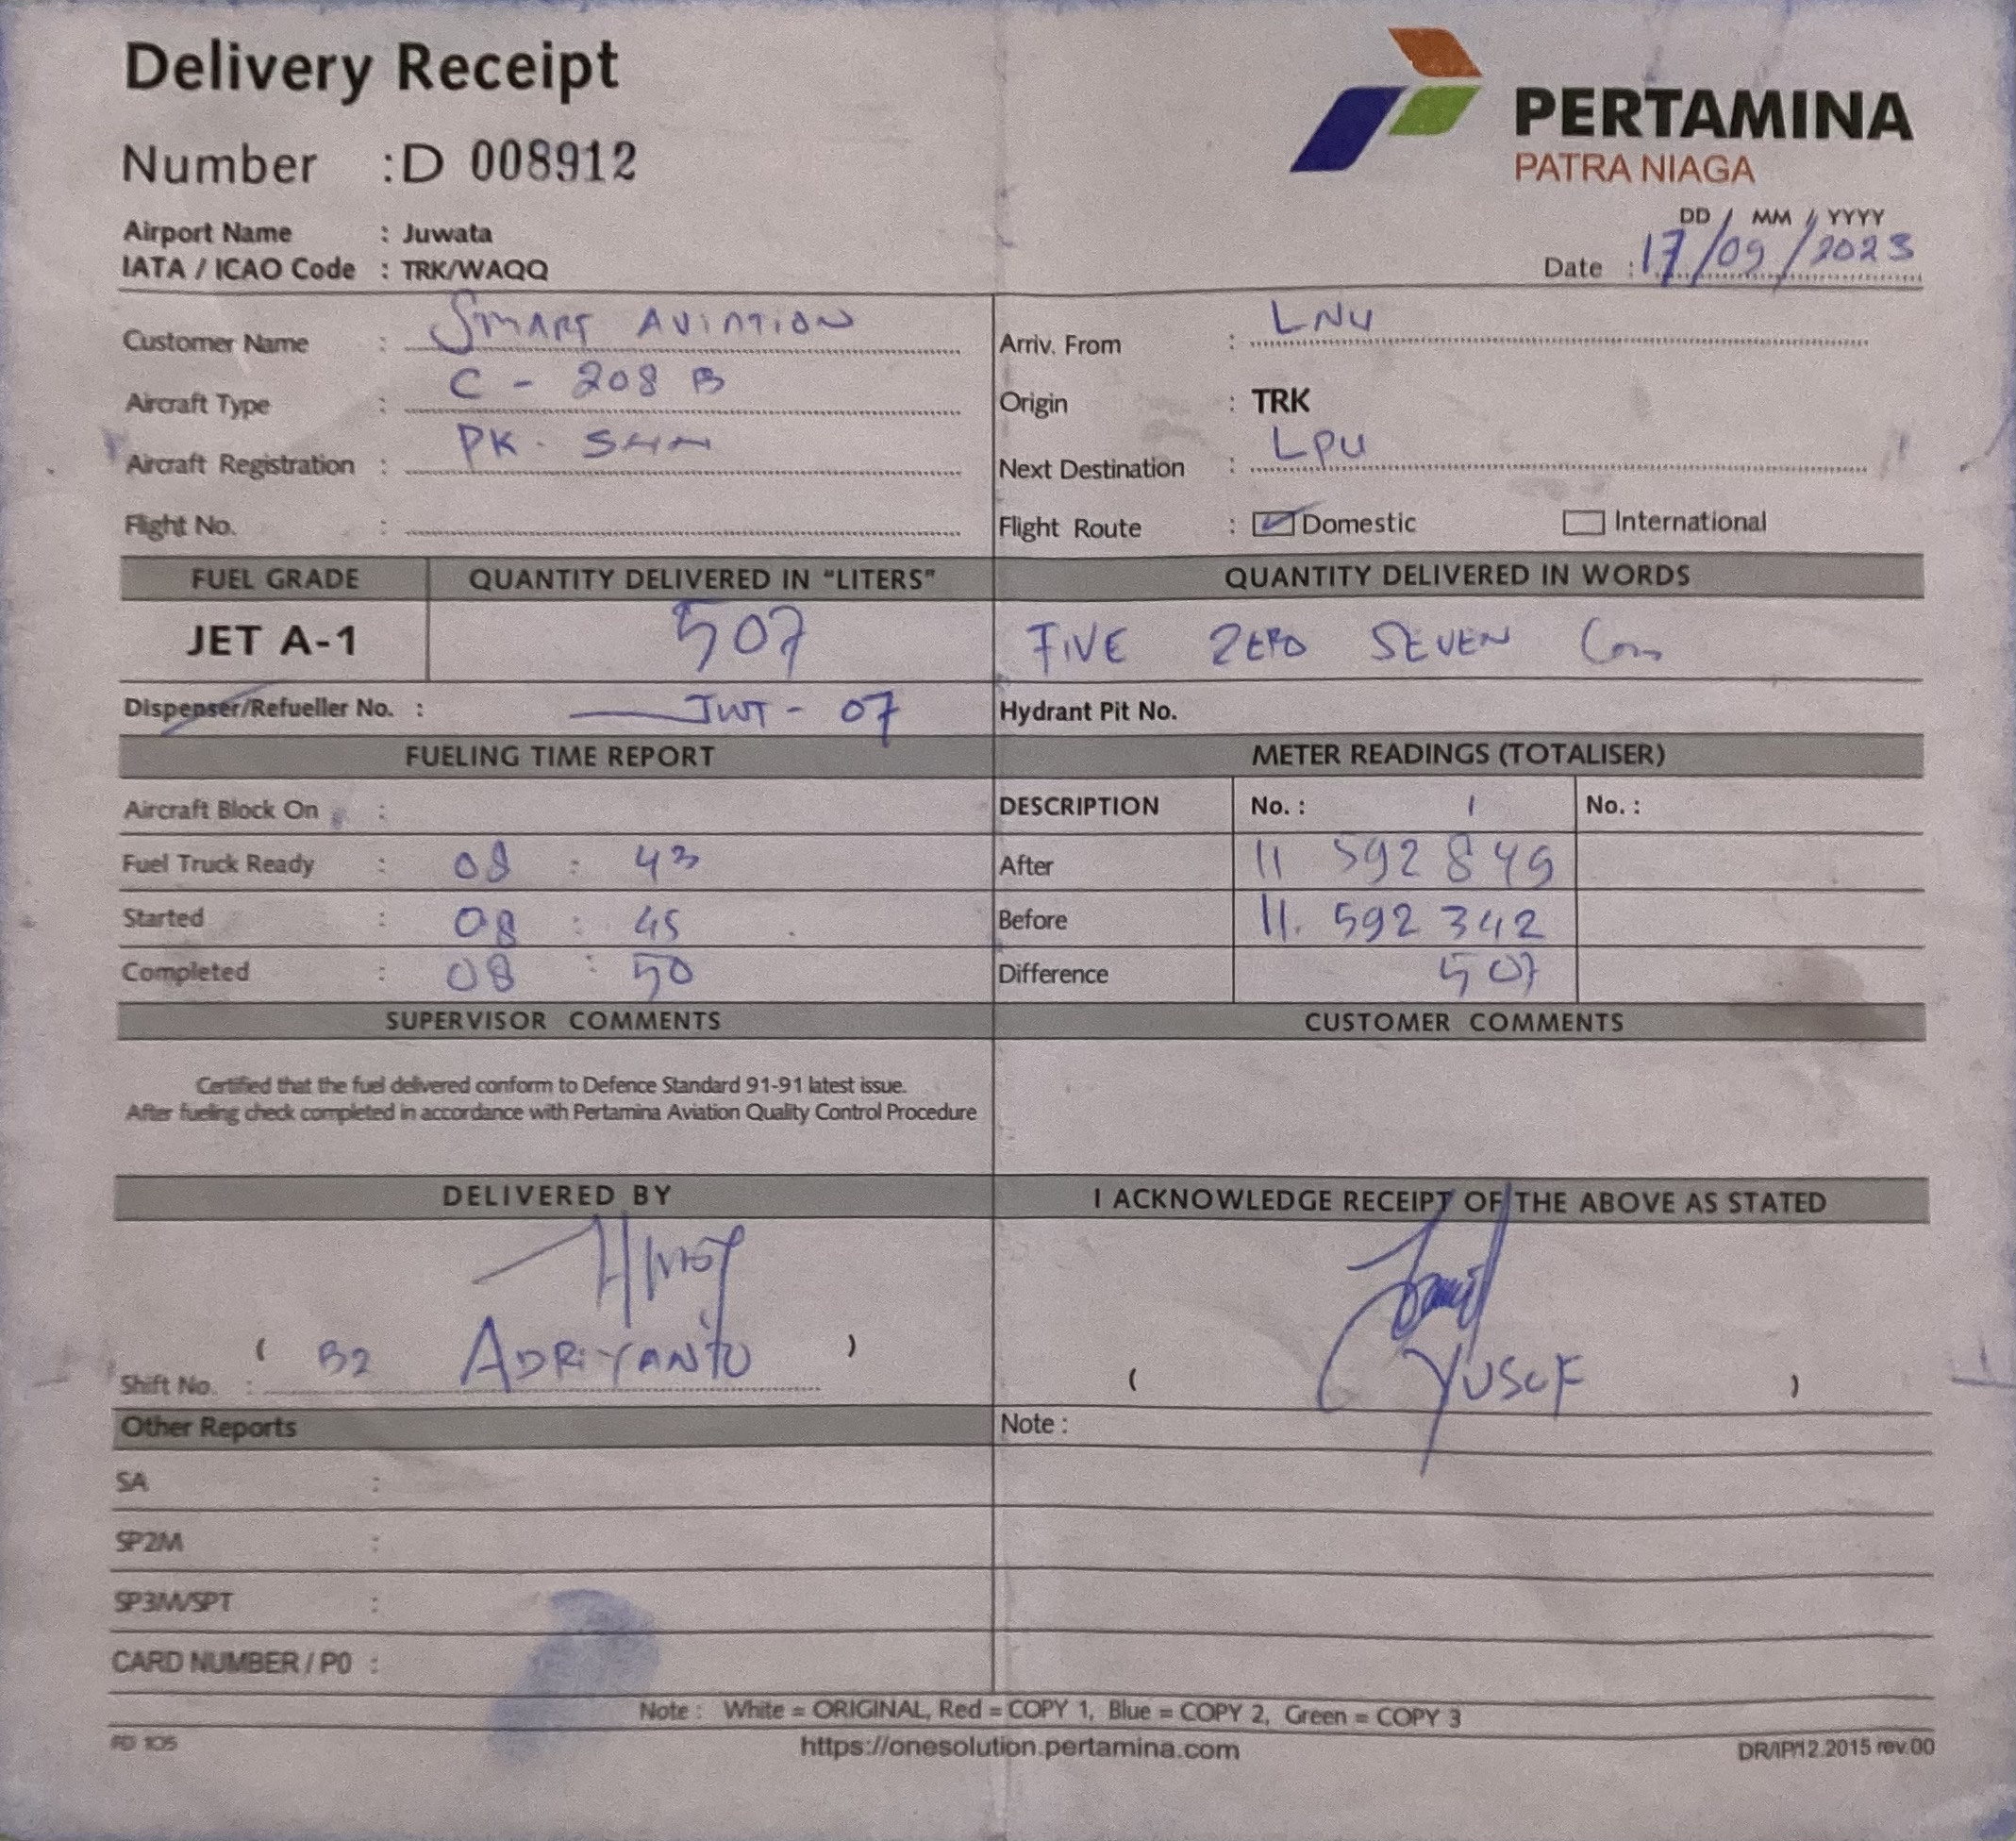 Delivery Receipt
PERTAMINA
PATRA NIAGA
Number : D 008912
Airport Name : Juwata
IATA / ICAO Code : TRK/WAQQ
DD / MM / YYYY
Date : 17/09/2023
Customer Name : SMART AVIATION
Arriv. From : LNU
Aircraft Type : C - 208 B
Origin : TRK
Aircraft Registration : PK -
Next Destination : LPU
Flight No. :
Flight Route : Domestic International
FUEL GRADE QUANTITY DELIVERED IN "LITERS" QUANTITY DELIVERED IN WORDS
JET A-1 507 FIVE ZERO SEVEN
Dispenser/Refueller No. : JWT - 07 Hydrant Pit No.
FUELING TIME REPORT METER READINGS (TOTALISER)
Aircraft Block On : DESCRIPTION No. : 1 No. :
Fuel Truck Ready : 08 : 43 After 11 592 849
Started : 08 : 45 Before 11. 592 342
Completed : 08 : 50 Difference 507
SUPERVISOR COMMENTS CUSTOMER COMMENTS
Certified that the fuel delivered conform to Defence Standard 91-91 latest issue.
After fueling check completed in accordance with Pertamina Aviation Quality Control Procedure
DELIVERED BY I ACKNOWLEDGE RECEIPT OF THE ABOVE AS STATED
( B2 ADRIYANTO )
Shift No. :
( YUSUF )
Other Reports Note :
SA :
SP2M :
SP3M/SPT :
CARD NUMBER / P0 :
Note : White = ORIGINAL, Red = COPY 1, Blue = COPY 2, Green = COPY 3
FD 105 https://onesolution.pertamina.com DR/IP/12.2015 rev.00